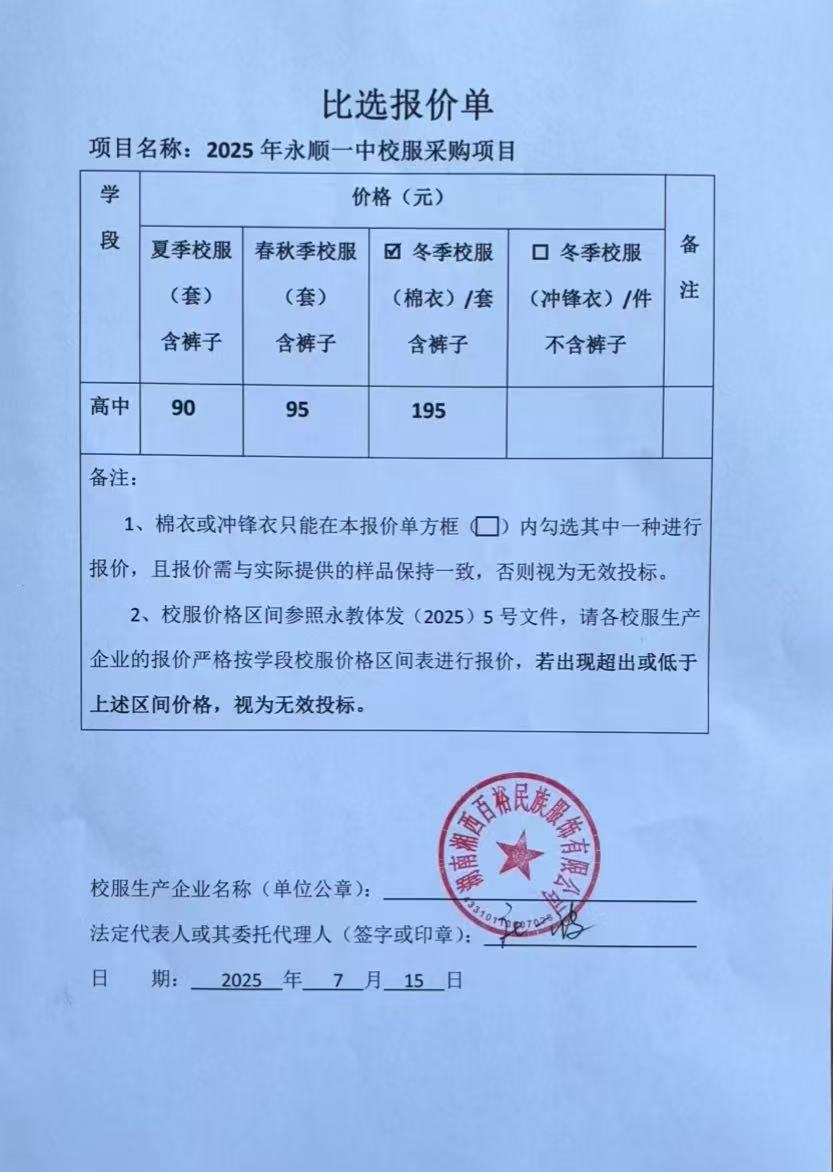 比选报价单
项目名称：2025 年永顺一中校服采购项目
学段
价格（元）
备注
夏季校服
（套）
含裤子
春秋季校服
（套）
含裤子
☑ 冬季校服
（棉衣）/套
含裤子
□ 冬季校服
（冲锋衣）/件
不含裤子
高中 90 95 195
备注：
1、棉衣或冲锋衣只能在本报价单方框（□）内勾选其中一种进行
报价，且报价需与实际提供的样品保持一致，否则视为无效投标。
2、校服价格区间参照永教体发（2025）5 号文件，请各校服生产
企业的报价严格按学段校服价格区间表进行报价，若出现超出或低于
上述区间价格，视为无效投标。
湖南湘西百裕民族服饰有限公司
校服生产企业名称（单位公章）：
法定代表人或其委托代理人（签字或印章）：
日 期： 2025 年 7 月 15 日